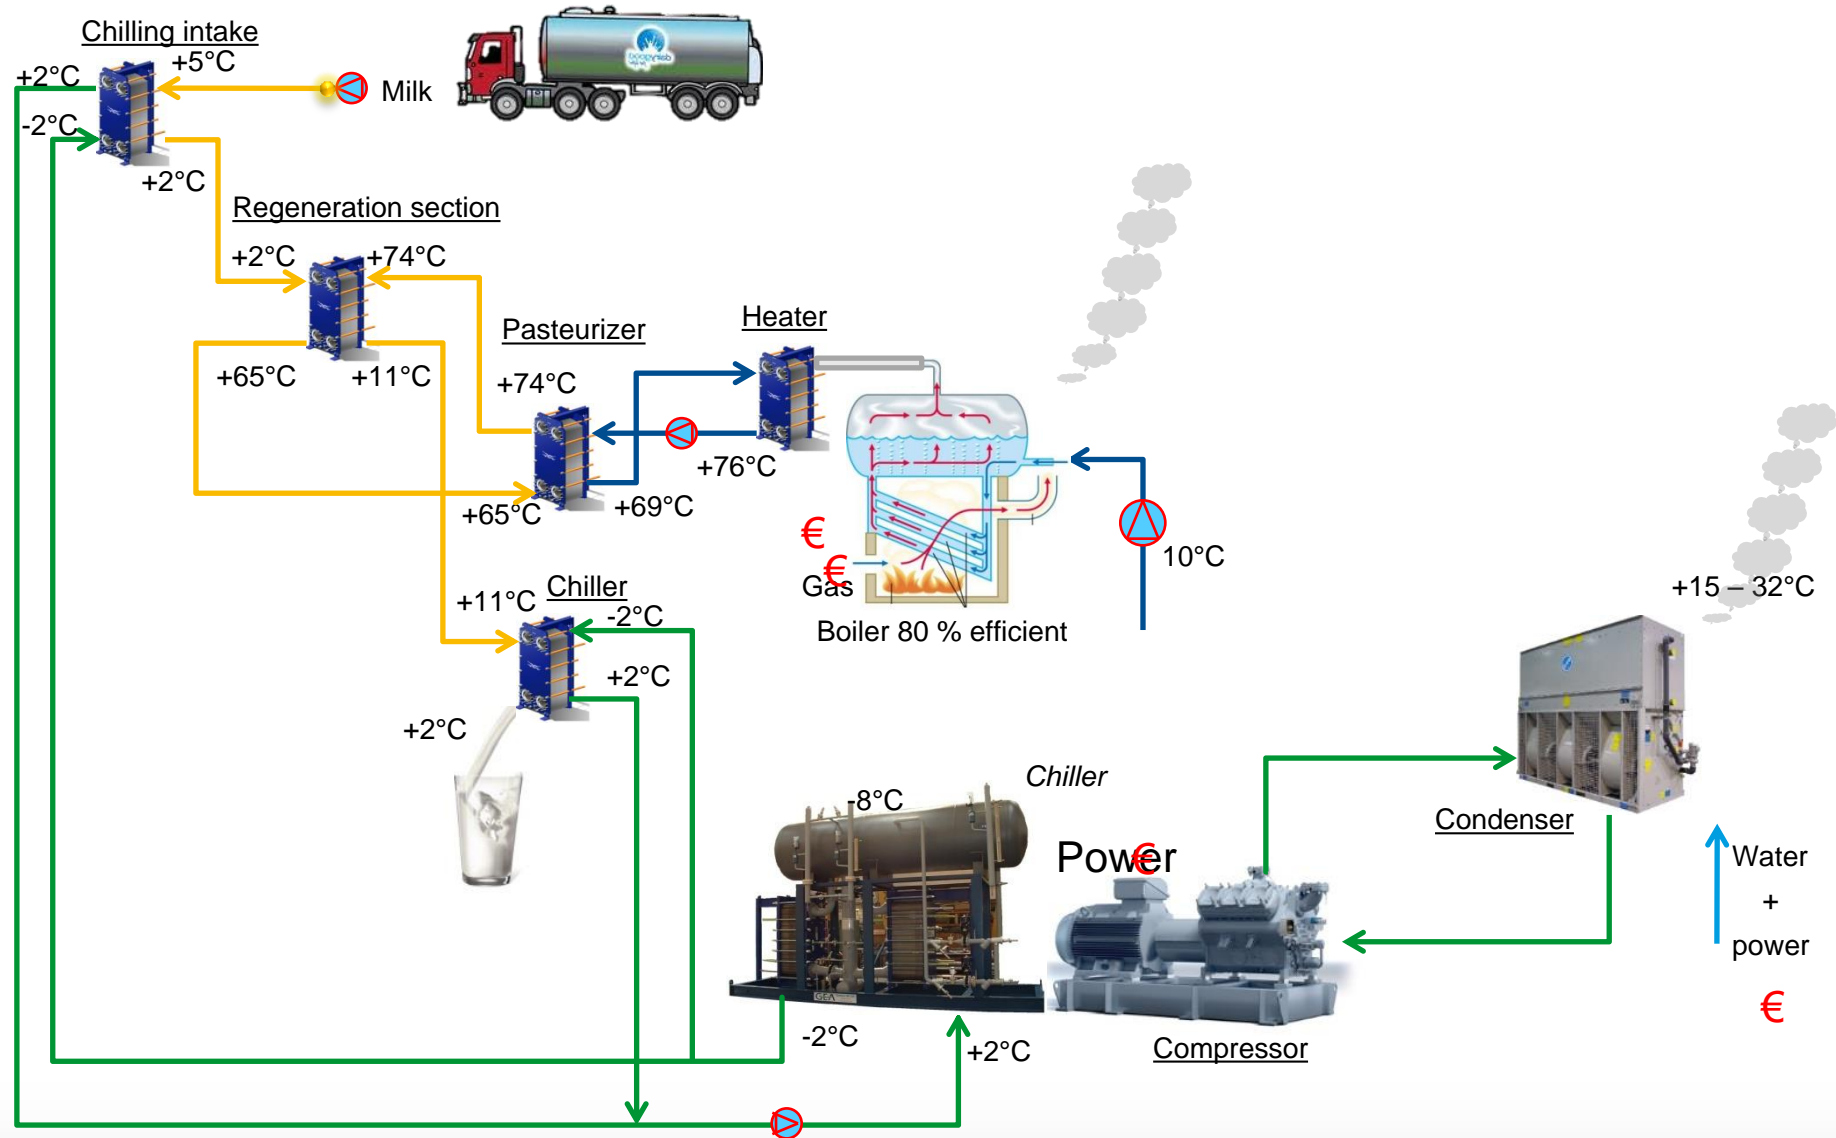 Chilling intake
+5°C
+2°C
-2°C
Milk
+2°C
Regeneration section
+2°C
+74°C
Pasteurizer
Heater
+65°C
+11°C
+74°C
+76°C
+65°C
+69°C
€
€
Gas
10°C
Boiler 80 % efficient
Chiller
+11°C
-2°C
+2°C
+2°C
+15 – 32°C
Chiller
-8°C
Condenser
Power
€
Water
+
power
€
GEA
-2°C
+2°C
Compressor